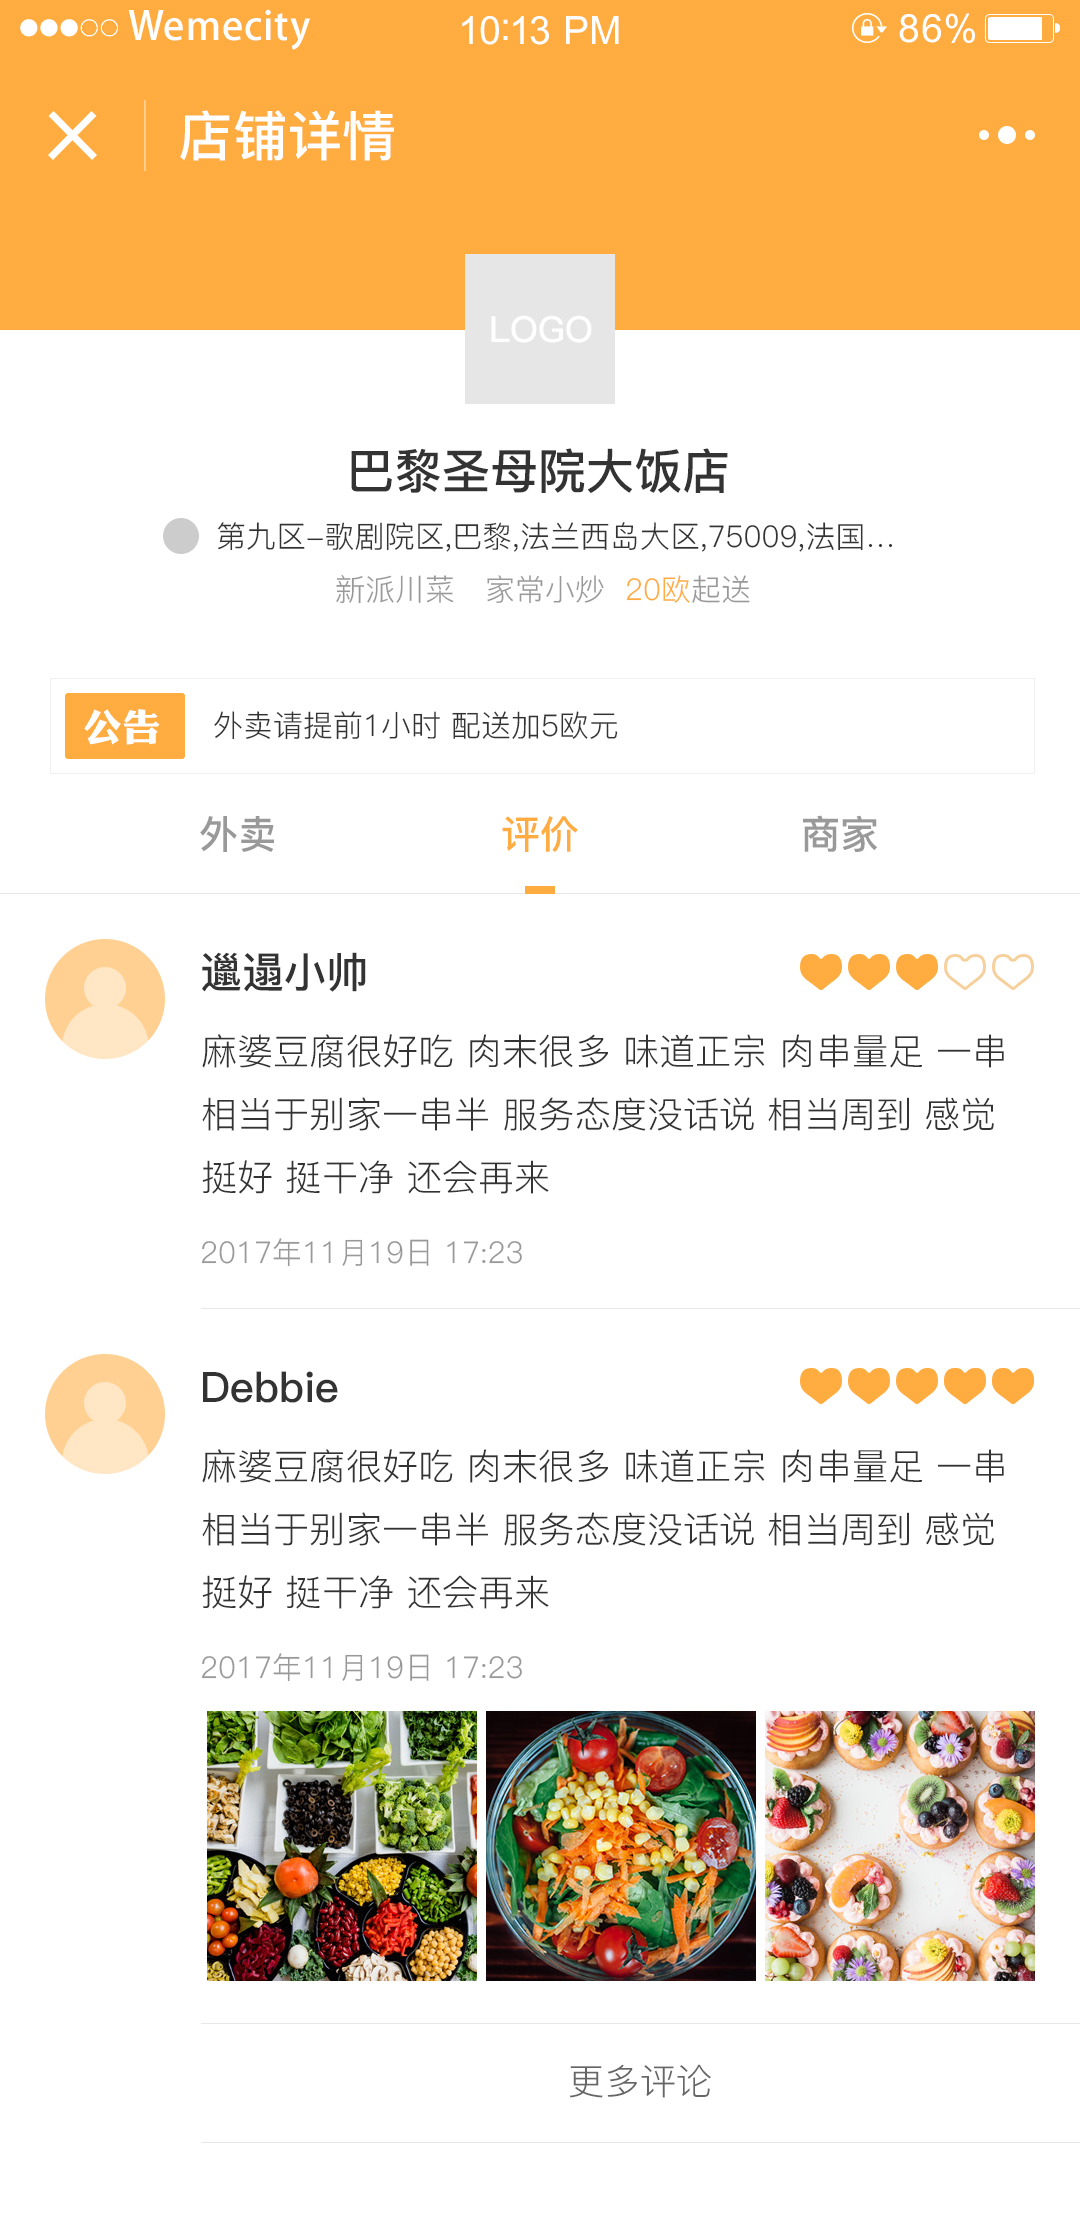 Wemecity 10:13 PM 86%
店铺详情
LOGO
巴黎圣母院大饭店
第九区-歌剧院区,巴黎,法兰西岛大区,75009,法国...
新派川菜 家常小炒 20欧起送
公告 外卖请提前1小时 配送加5欧元
外卖 评价 商家
邋遢小帅
麻婆豆腐很好吃 肉末很多 味道正宗 肉串量足 一串
相当于别家一串半 服务态度没话说 相当周到 感觉
挺好 挺干净 还会再来
2017年11月19日 17:23
Debbie
麻婆豆腐很好吃 肉末很多 味道正宗 肉串量足 一串
相当于别家一串半 服务态度没话说 相当周到 感觉
挺好 挺干净 还会再来
2017年11月19日 17:23
更多评论